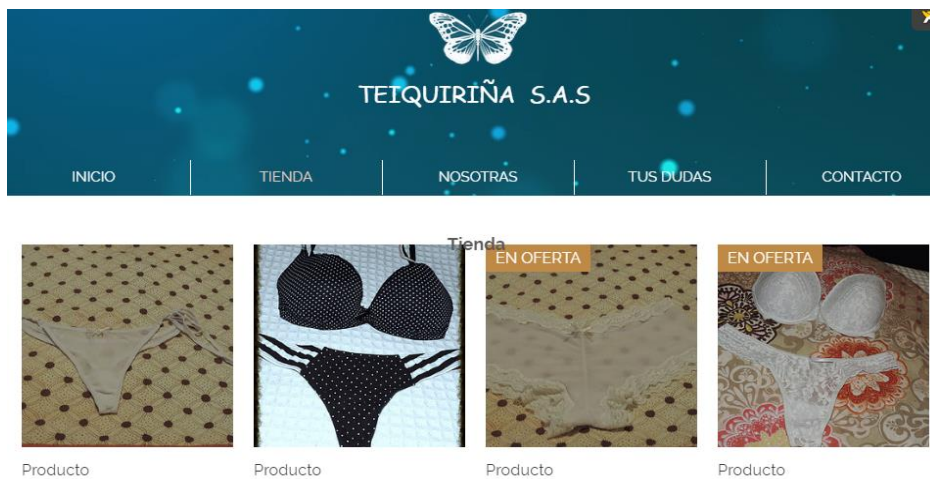 TEIQUIRIÑA S.A.S
INICIO TIENDA NOSOTRAS TUS DUDAS CONTACTO
Tienda
EN OFERTA EN OFERTA
Producto Producto Producto Producto